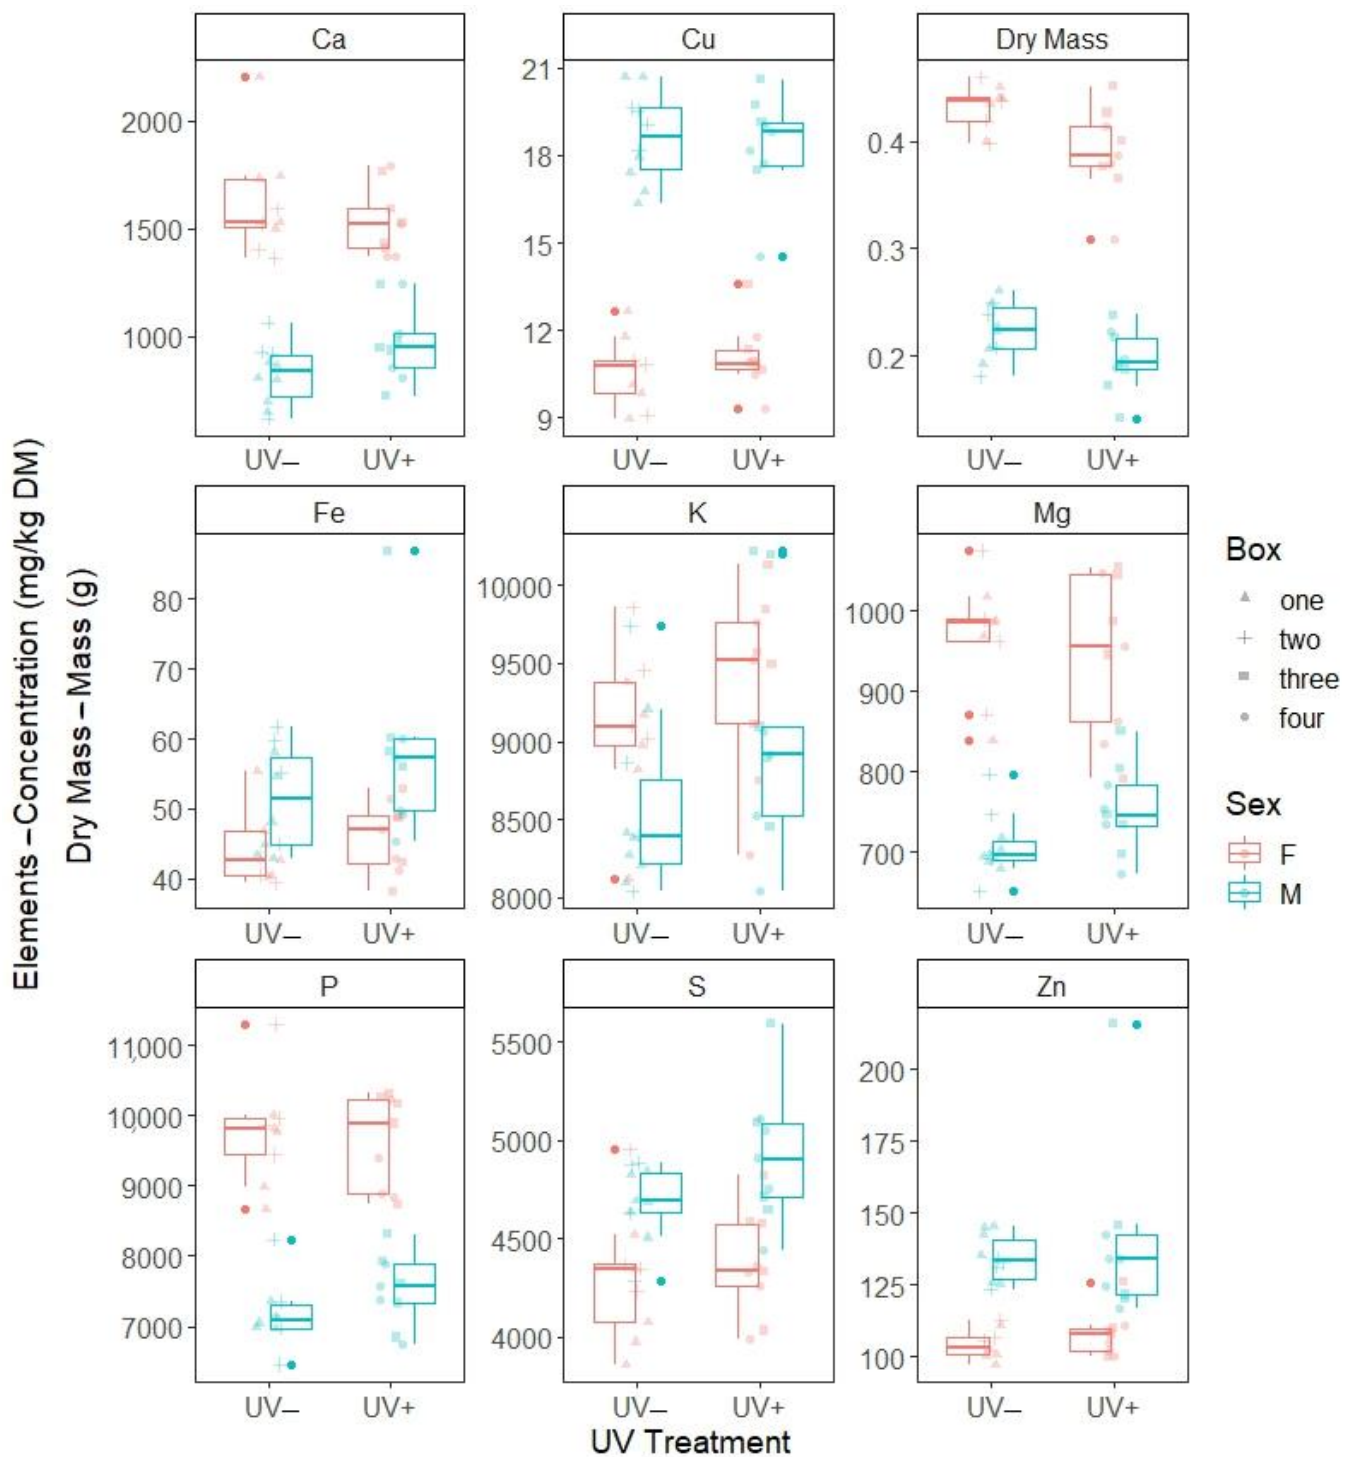 Ca
Cu
Dry Mass
2000
1500
1000
21
18
15
12
9
0.4
0.3
0.2
UV–
UV+
UV–
UV+
UV–
UV+
Fe
K
Mg
80
70
60
50
40
10,000
9500
9000
8500
8000
1000
900
800
700
UV–
UV+
UV–
UV+
UV–
UV+
P
S
Zn
11,000
10,000
9000
8000
7000
5500
5000
4500
4000
200
175
150
125
100
UV–
UV+
UV–
UV+
UV–
UV+
UV Treatment
Elements –Concentration (mg/kg DM)
Dry Mass –Mass (g)
Box
one
two
three
four
Sex
F
M